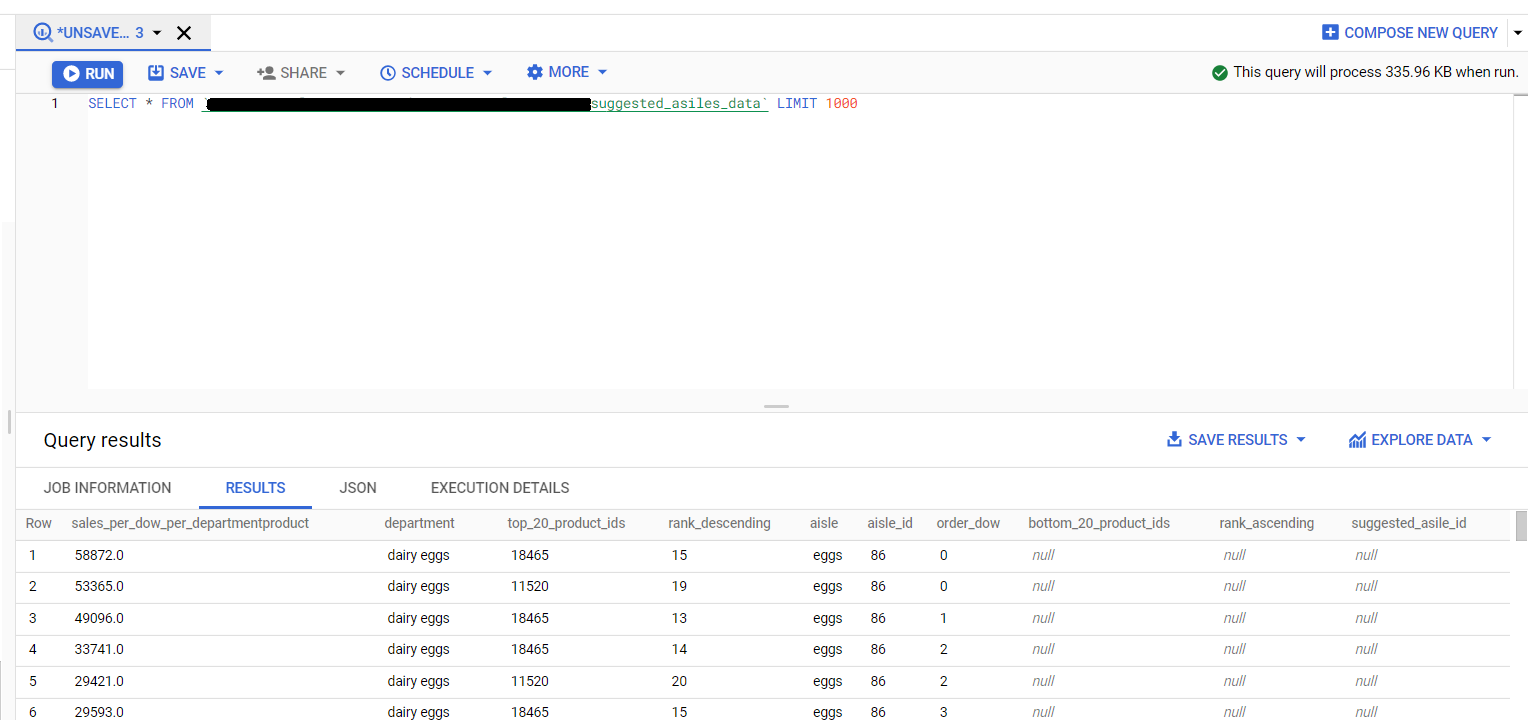 *UNSAVE... 3
COMPOSE NEW QUERY
RUN SAVE SHARE SCHEDULE MORE This query will process 335.96 KB when run.
1 SELECT * FROM `suggested_asiles_data` LIMIT 1000
Query results SAVE RESULTS EXPLORE DATA
JOB INFORMATION RESULTS JSON EXECUTION DETAILS
Row sales_per_dow_per_departmentproduct department top_20_product_ids rank_descending aisle aisle_id order_dow bottom_20_product_ids rank_ascending suggested_asile_id
1 58872.0 dairy eggs 18465 15 eggs 86 0 null null null
2 53365.0 dairy eggs 11520 19 eggs 86 0 null null null
3 49096.0 dairy eggs 18465 13 eggs 86 1 null null null
4 33741.0 dairy eggs 18465 14 eggs 86 2 null null null
5 29421.0 dairy eggs 11520 20 eggs 86 2 null null null
6 29593.0 dairy eggs 18465 15 eggs 86 3 null null null